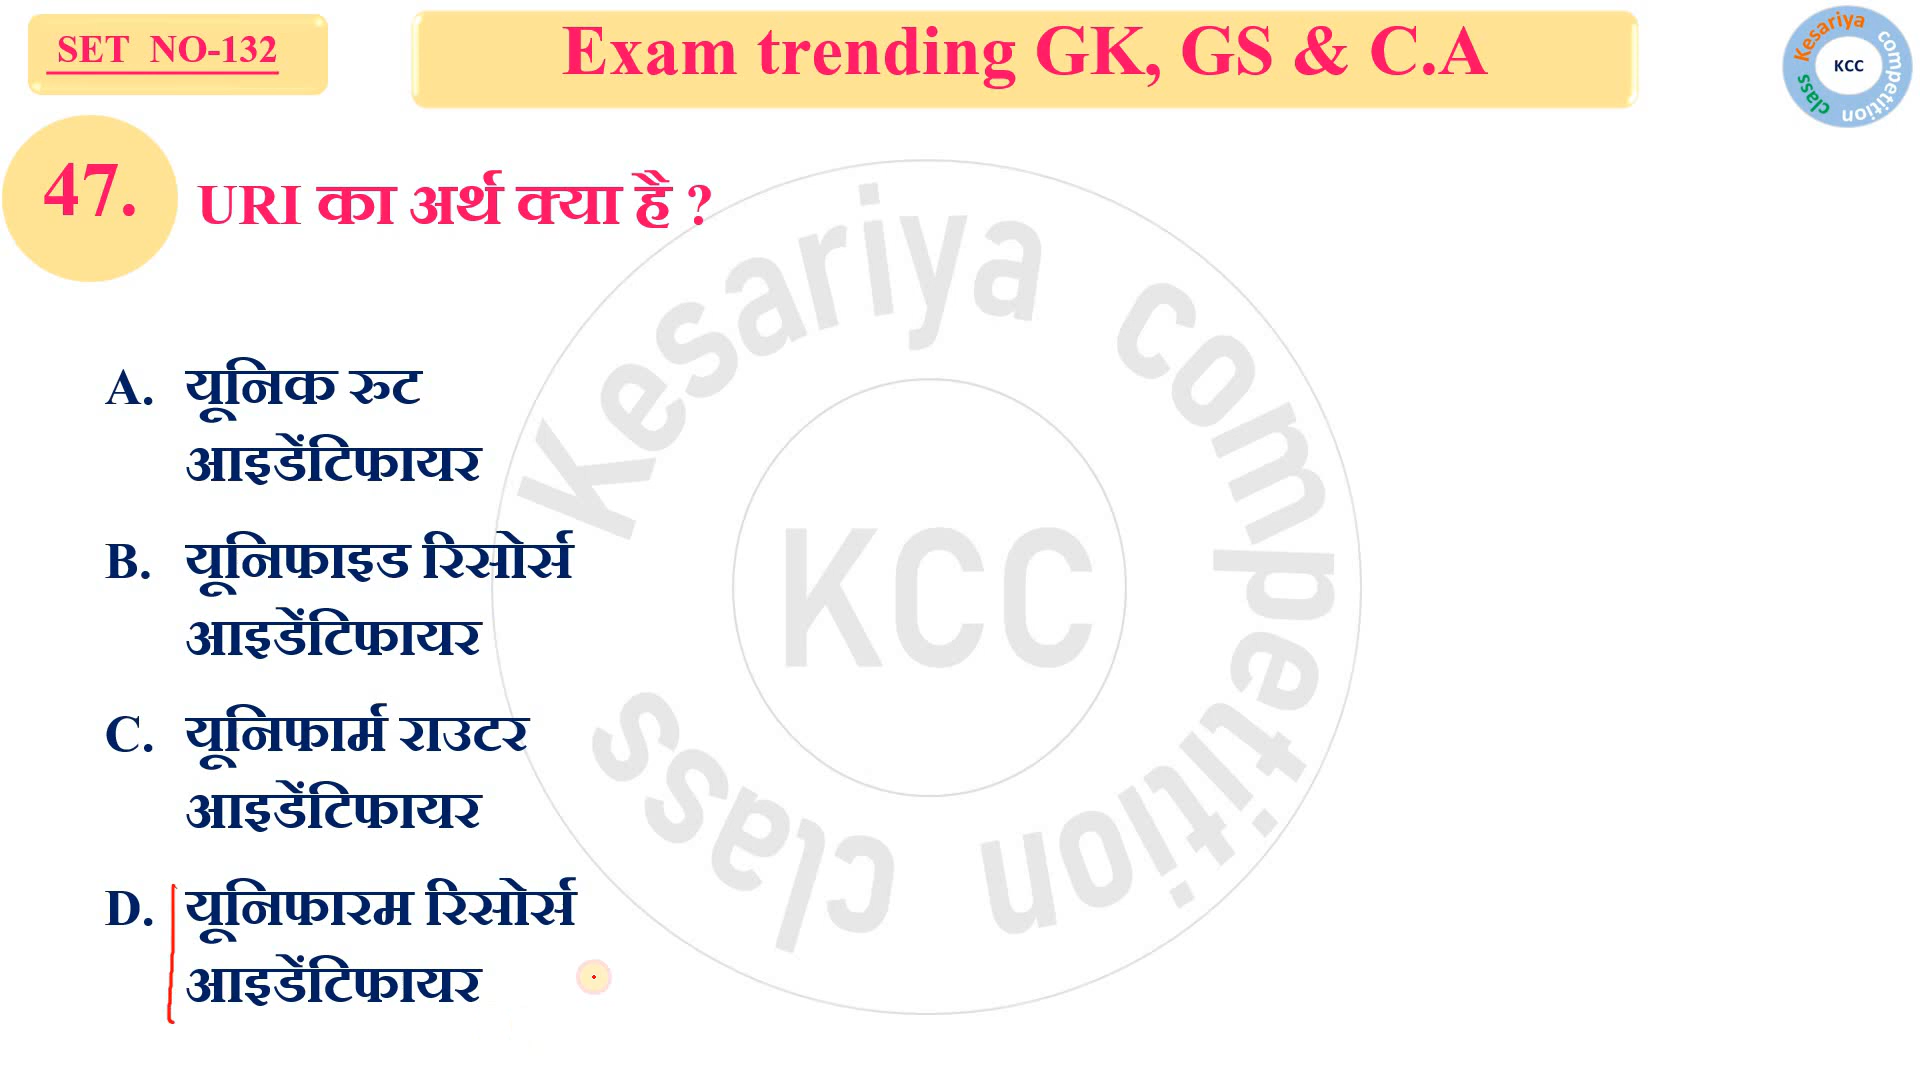 SET NO-132
Exam trending GK, GS & C.A
Kesariya competition class
KCC
47.
URI का अर्थ क्या है ?
A. यूनिक रुट
आइडेंटिफायर
B. यूनिफाइड रिसोर्स
आइडेंटिफायर
C. यूनिफार्म राउटर
आइडेंटिफायर
D. यूनिफारम रिसोर्स
आइडेंटिफायर
Kesariya competition class
KCC